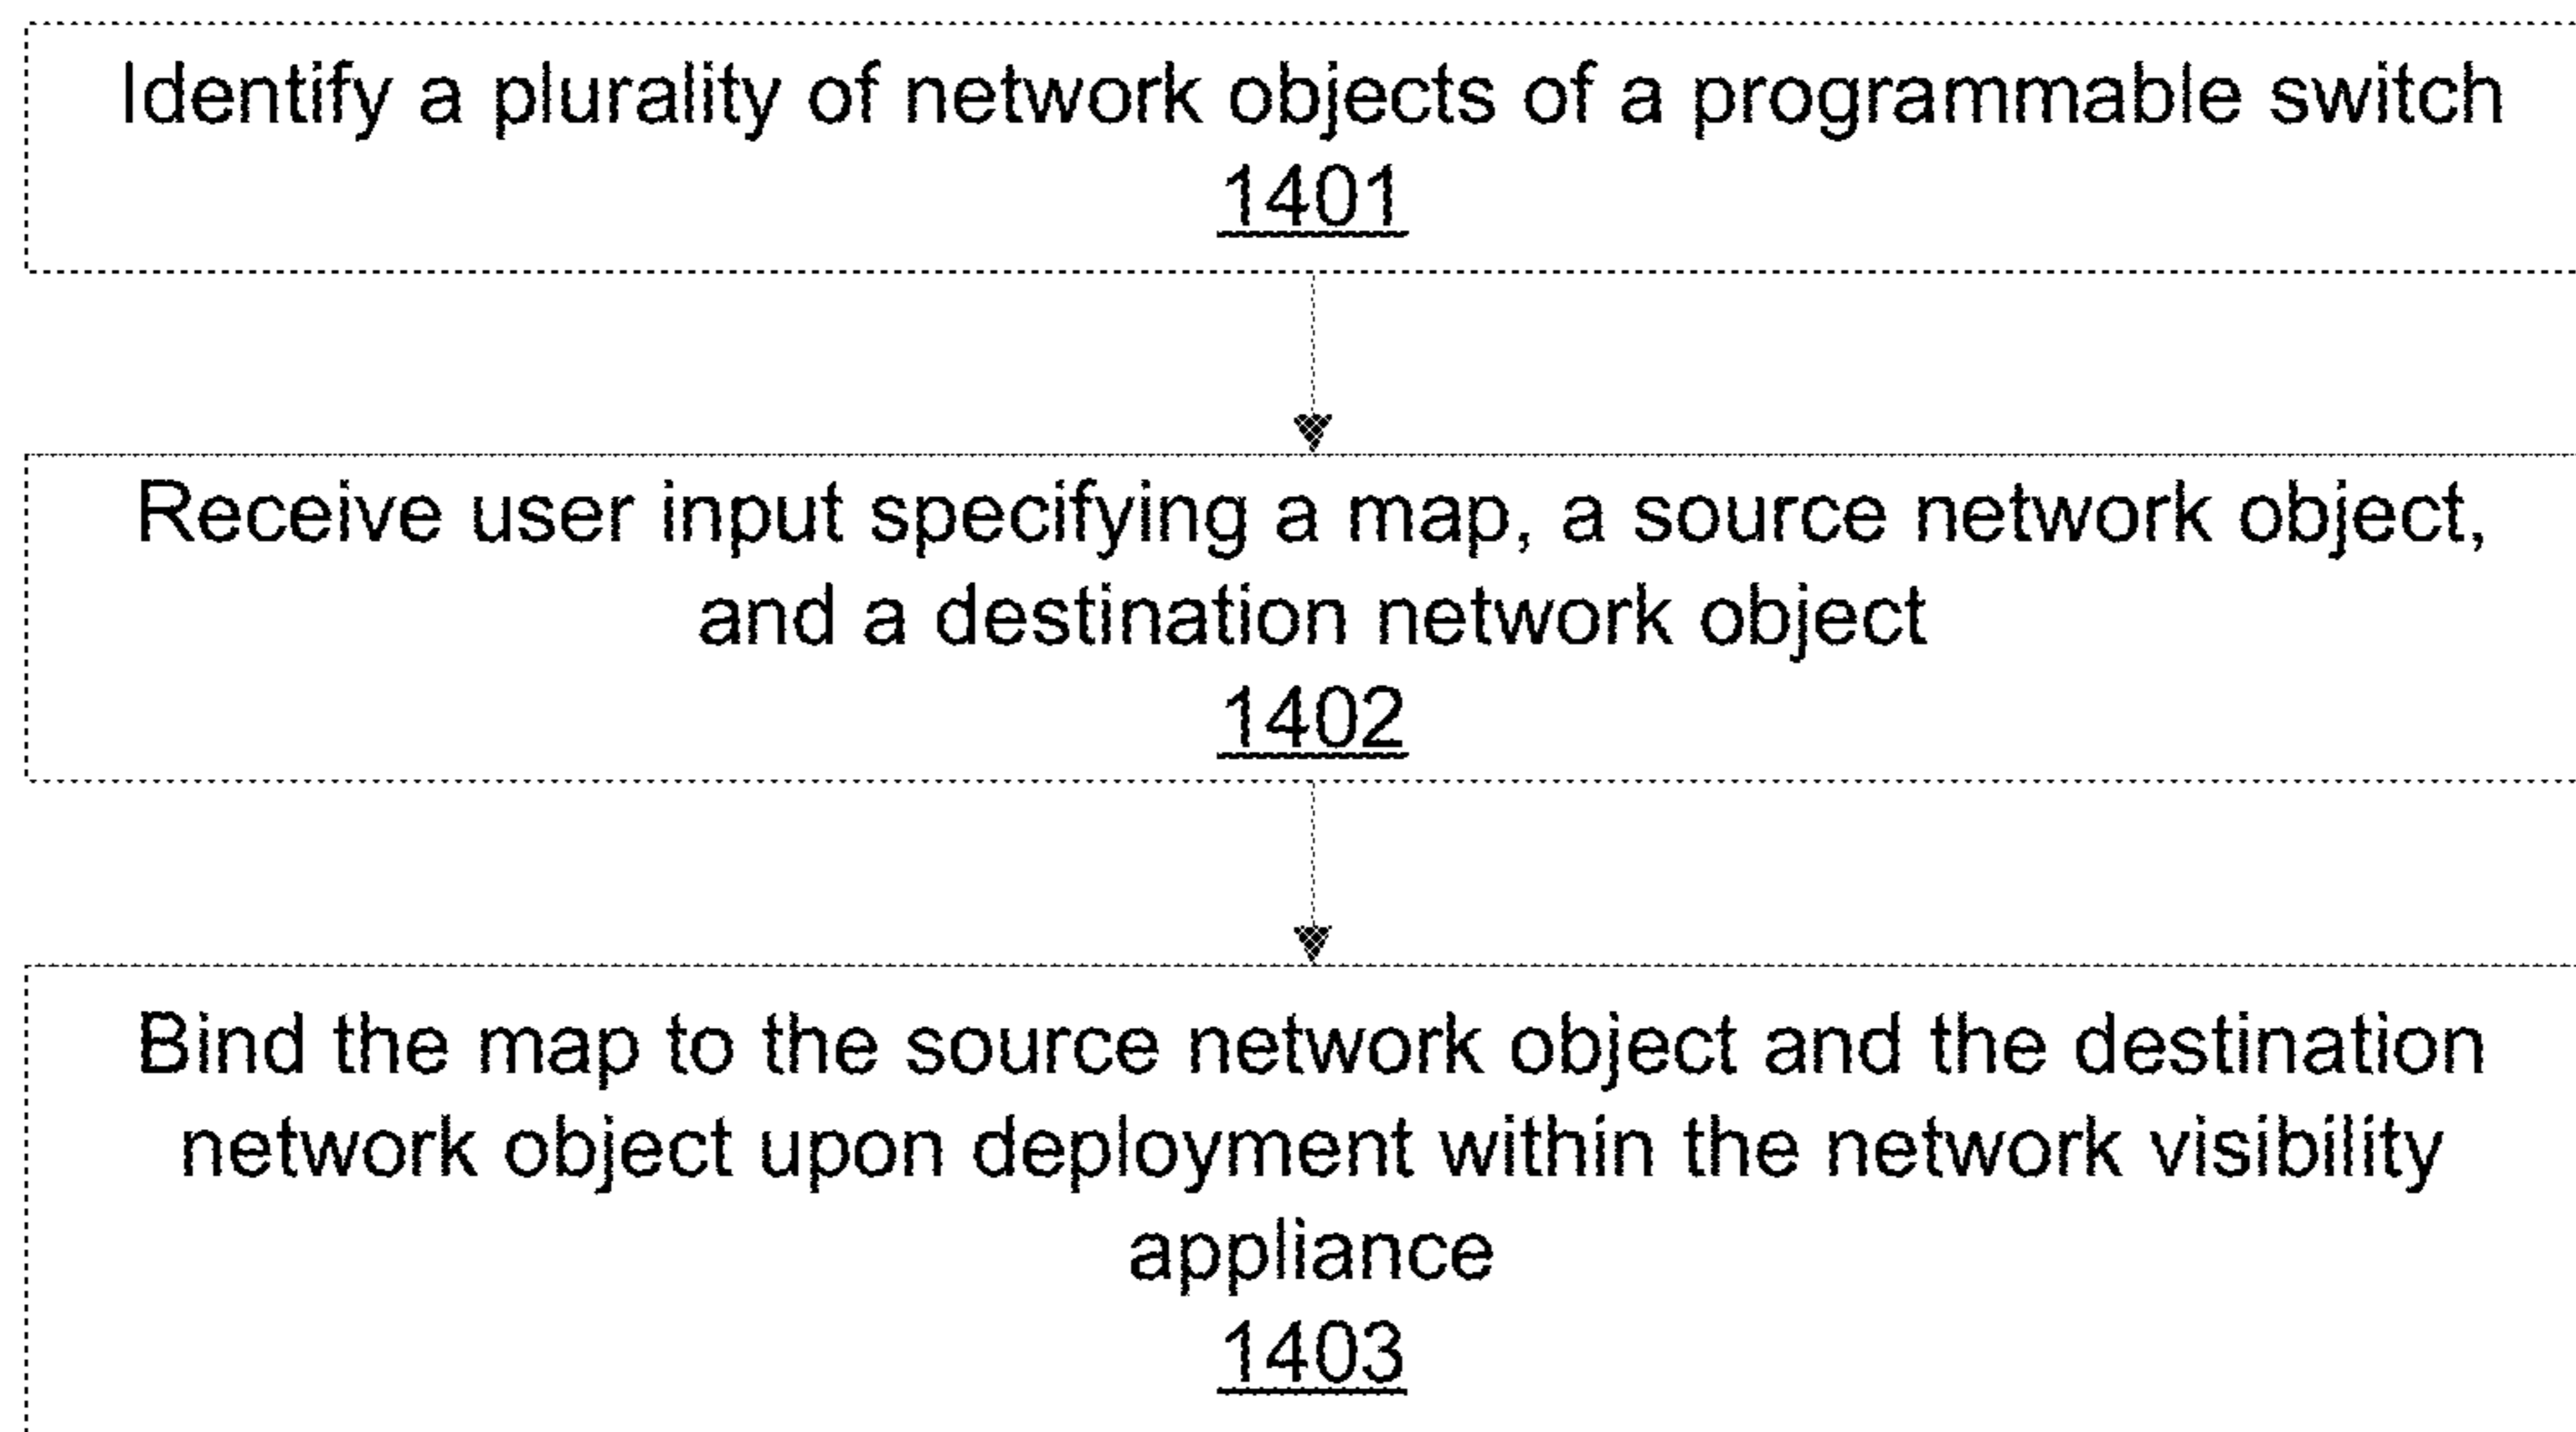 Identify a plurality of network objects of a programmable switch
1401
Receive user input specifying a map, a source network object,
and a destination network object
1402
Bind the map to the source network object and the destination
network object upon deployment within the network visibility
appliance
1403